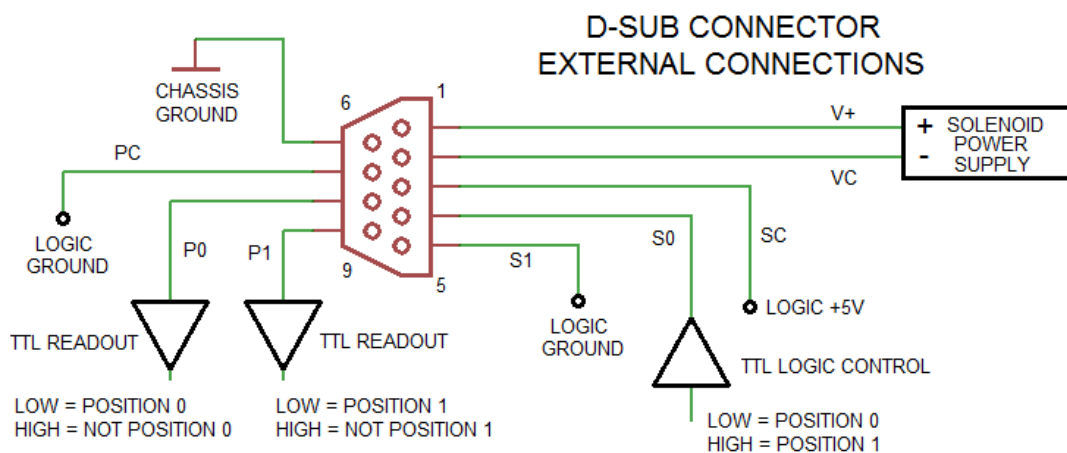 D-SUB CONNECTOR
EXTERNAL CONNECTIONS
CHASSIS
GROUND
6
1
V+
+ SOLENOID
POWER
- SUPPLY
VC
PC
LOGIC
GROUND
P0
P1
9
5
S1
S0
SC
LOGIC +5V
LOGIC
GROUND
TTL READOUT
TTL READOUT
TTL LOGIC CONTROL
LOW = POSITION 0
HIGH = NOT POSITION 0
LOW = POSITION 1
HIGH = NOT POSITION 1
LOW = POSITION 0
HIGH = POSITION 1